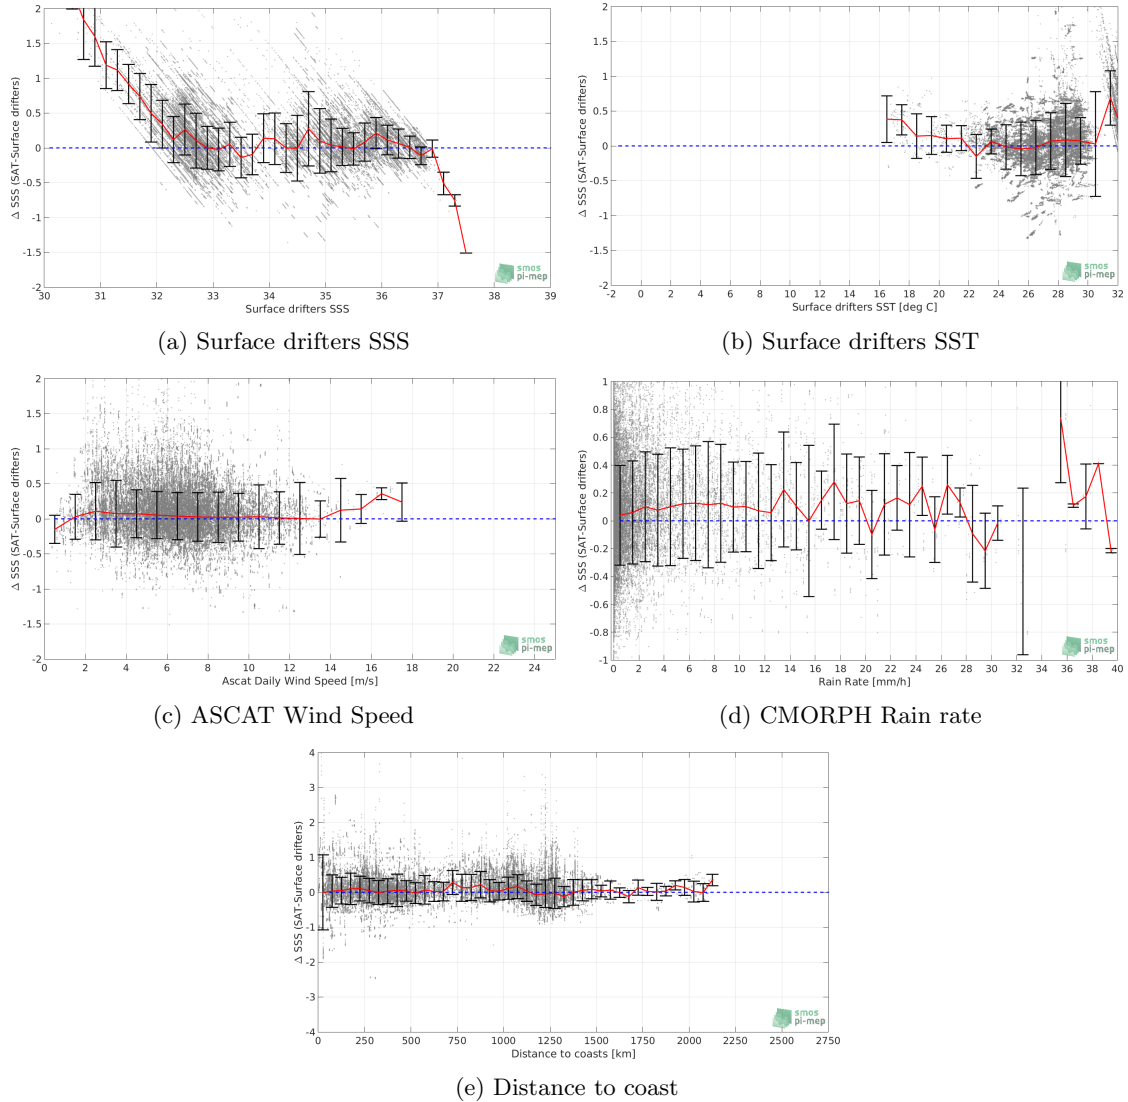 2
1.5
1
0.5
0
-0.5
-1
-1.5
-2
Δ SSS (SAT-Surface drifters)
30 31 32 33 34 35 36 37 38 39
Surface drifters SSS
smos
pi-mep
(a) Surface drifters SSS
2
1.5
1
0.5
0
-0.5
-1
-1.5
-2
Δ SSS (SAT-Surface drifters)
-2 0 2 4 6 8 10 12 14 16 18 20 22 24 26 28 30 32
Surface drifters SST [deg C]
smos
pi-mep
(b) Surface drifters SST
2
1.5
1
0.5
0
-0.5
-1
-1.5
-2
Δ SSS (SAT-Surface drifters)
0 2 4 6 8 10 12 14 16 18 20 22 24
Ascat Daily Wind Speed [m/s]
smos
pi-mep
(c) ASCAT Wind Speed
1
0.8
0.6
0.4
0.2
0
-0.2
-0.4
-0.6
-0.8
-1
Δ SSS (SAT-Surface drifters)
0 2 4 6 8 10 12 14 16 18 20 22 24 26 28 30 32 34 36 38 40
Rain Rate [mm/h]
smos
pi-mep
(d) CMORPH Rain rate
4
3
2
1
0
-1
-2
-3
-4
Δ SSS (SAT-Surface drifters)
0 250 500 750 1000 1250 1500 1750 2000 2250 2500 2750
Distance to coasts [km]
smos
pi-mep
(e) Distance to coast